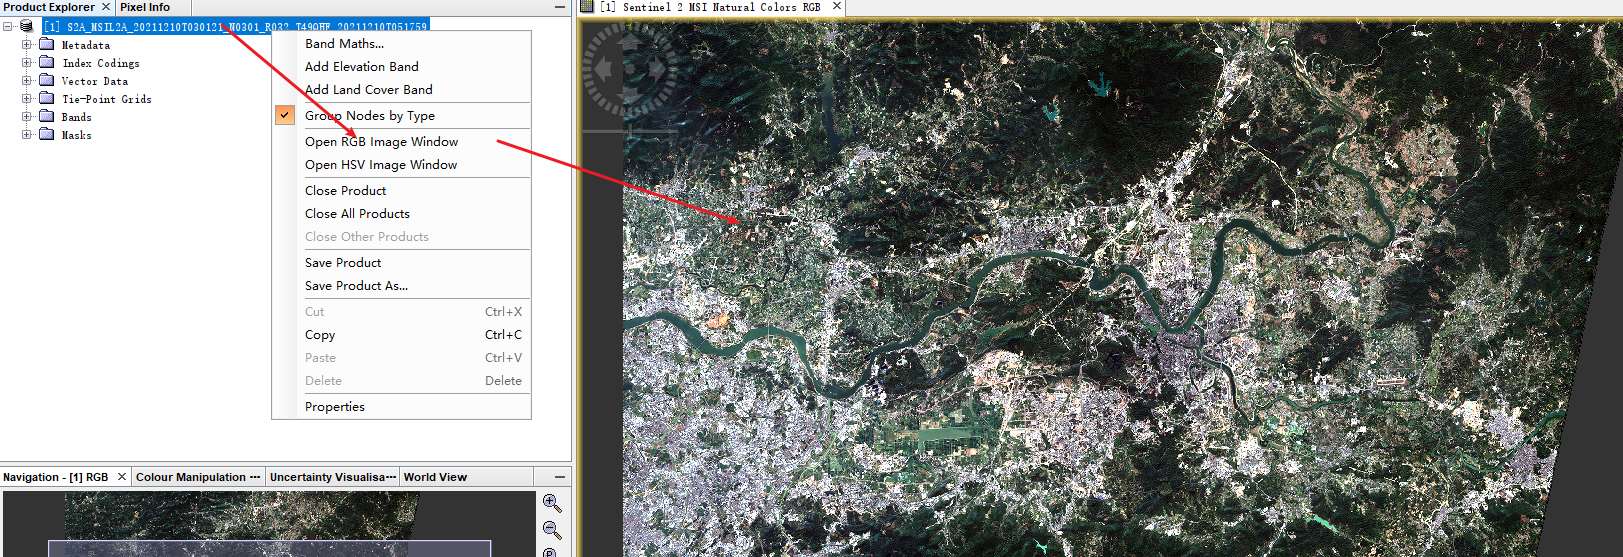 Product Explorer
Pixel Info
[1] Sentinel 2 MSI Natural Colors RGB
[1] S2A_MSIL2A_20211210T030121_N0301_R032_T49QHF_20211210T051759
Metadata
Index Codings
Vector Data
Tie-Point Grids
Bands
Masks
Band Maths...
Add Elevation Band
Add Land Cover Band
Group Nodes by Type
Open RGB Image Window
Open HSV Image Window
Close Product
Close All Products
Close Other Products
Save Product
Save Product As...
Cut Ctrl+X
Copy Ctrl+C
Paste Ctrl+V
Delete Delete
Properties
Navigation - [1] RGB
Colour Manipulation ···
Uncertainty Visualisa···
World View